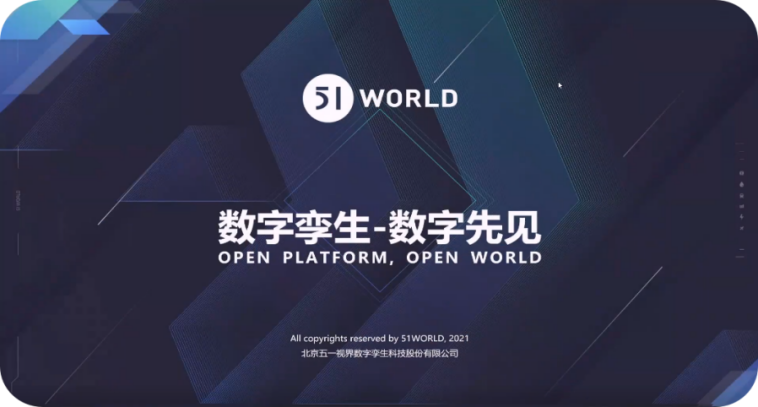 51 WORLD
数字孪生-数字先见
OPEN PLATFORM, OPEN WORLD
All copyrights reserved by 51WORLD, 2021
北京五一视界数字孪生科技股份有限公司